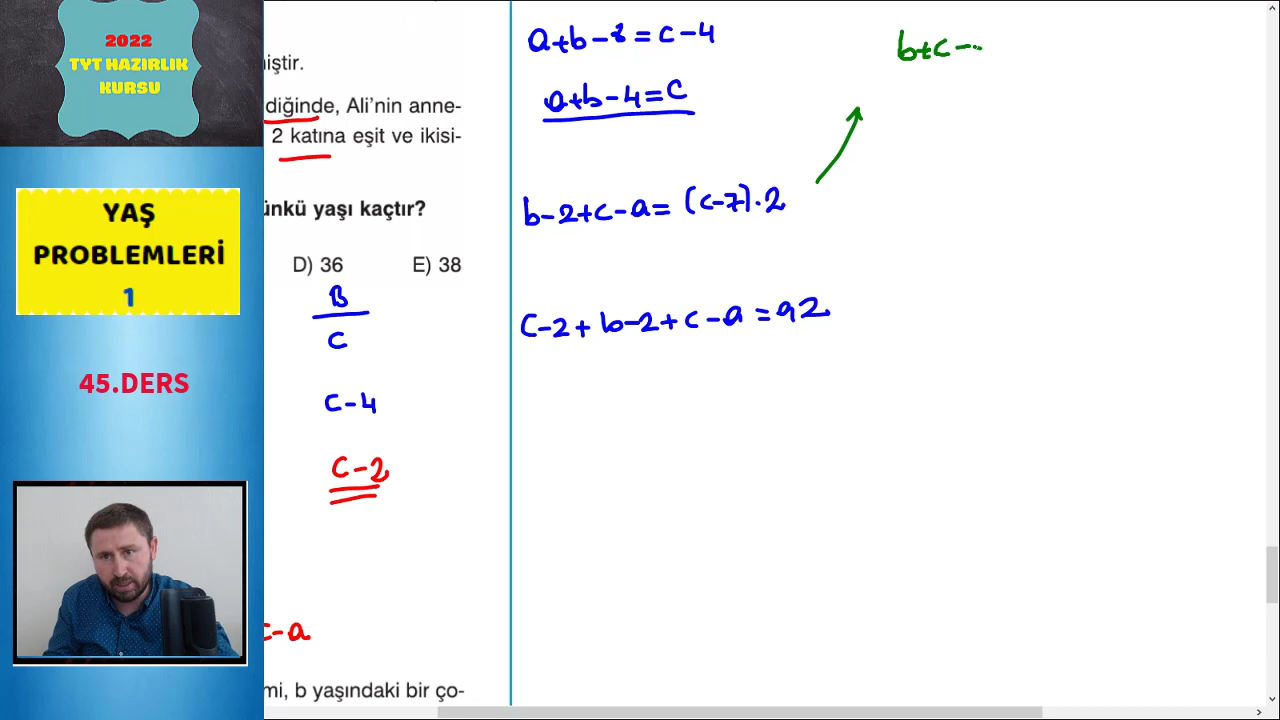 2022
TYT HAZIRLIK
KURSU
YAŞ
PROBLEMLERİ
1
45.DERS
iştir.
diğinde, Ali'nin anne-
2 katına eşit ve ikisi-
ünkü yaşı kaçtır?
D) 36 E) 38
B
C
C-4
C-2
c-a
mi, b yaşındaki bir ço-
a+b-8=c-4
a+b-4=c
b-2+c-a=(c-7).2
c-2+b-2+c-a=92
b+c-